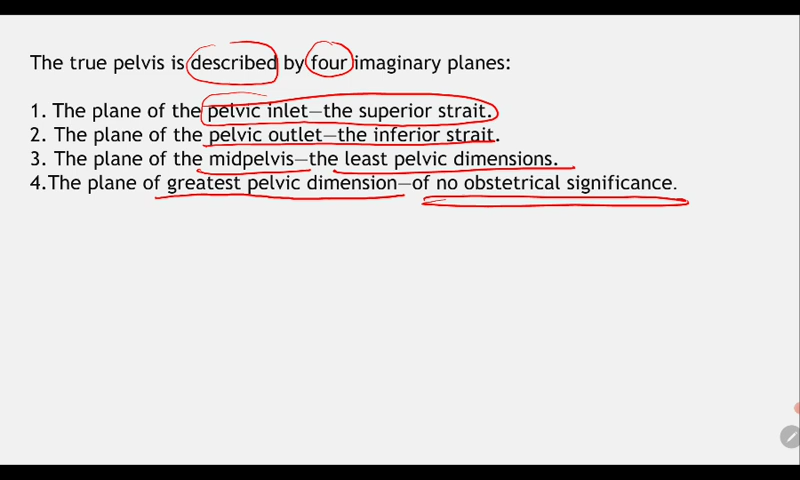 The true pelvis is described by four imaginary planes:
1. The plane of the pelvic inlet—the superior strait.
2. The plane of the pelvic outlet—the inferior strait.
3. The plane of the midpelvis—the least pelvic dimensions.
4.The plane of greatest pelvic dimension—of no obstetrical significance.